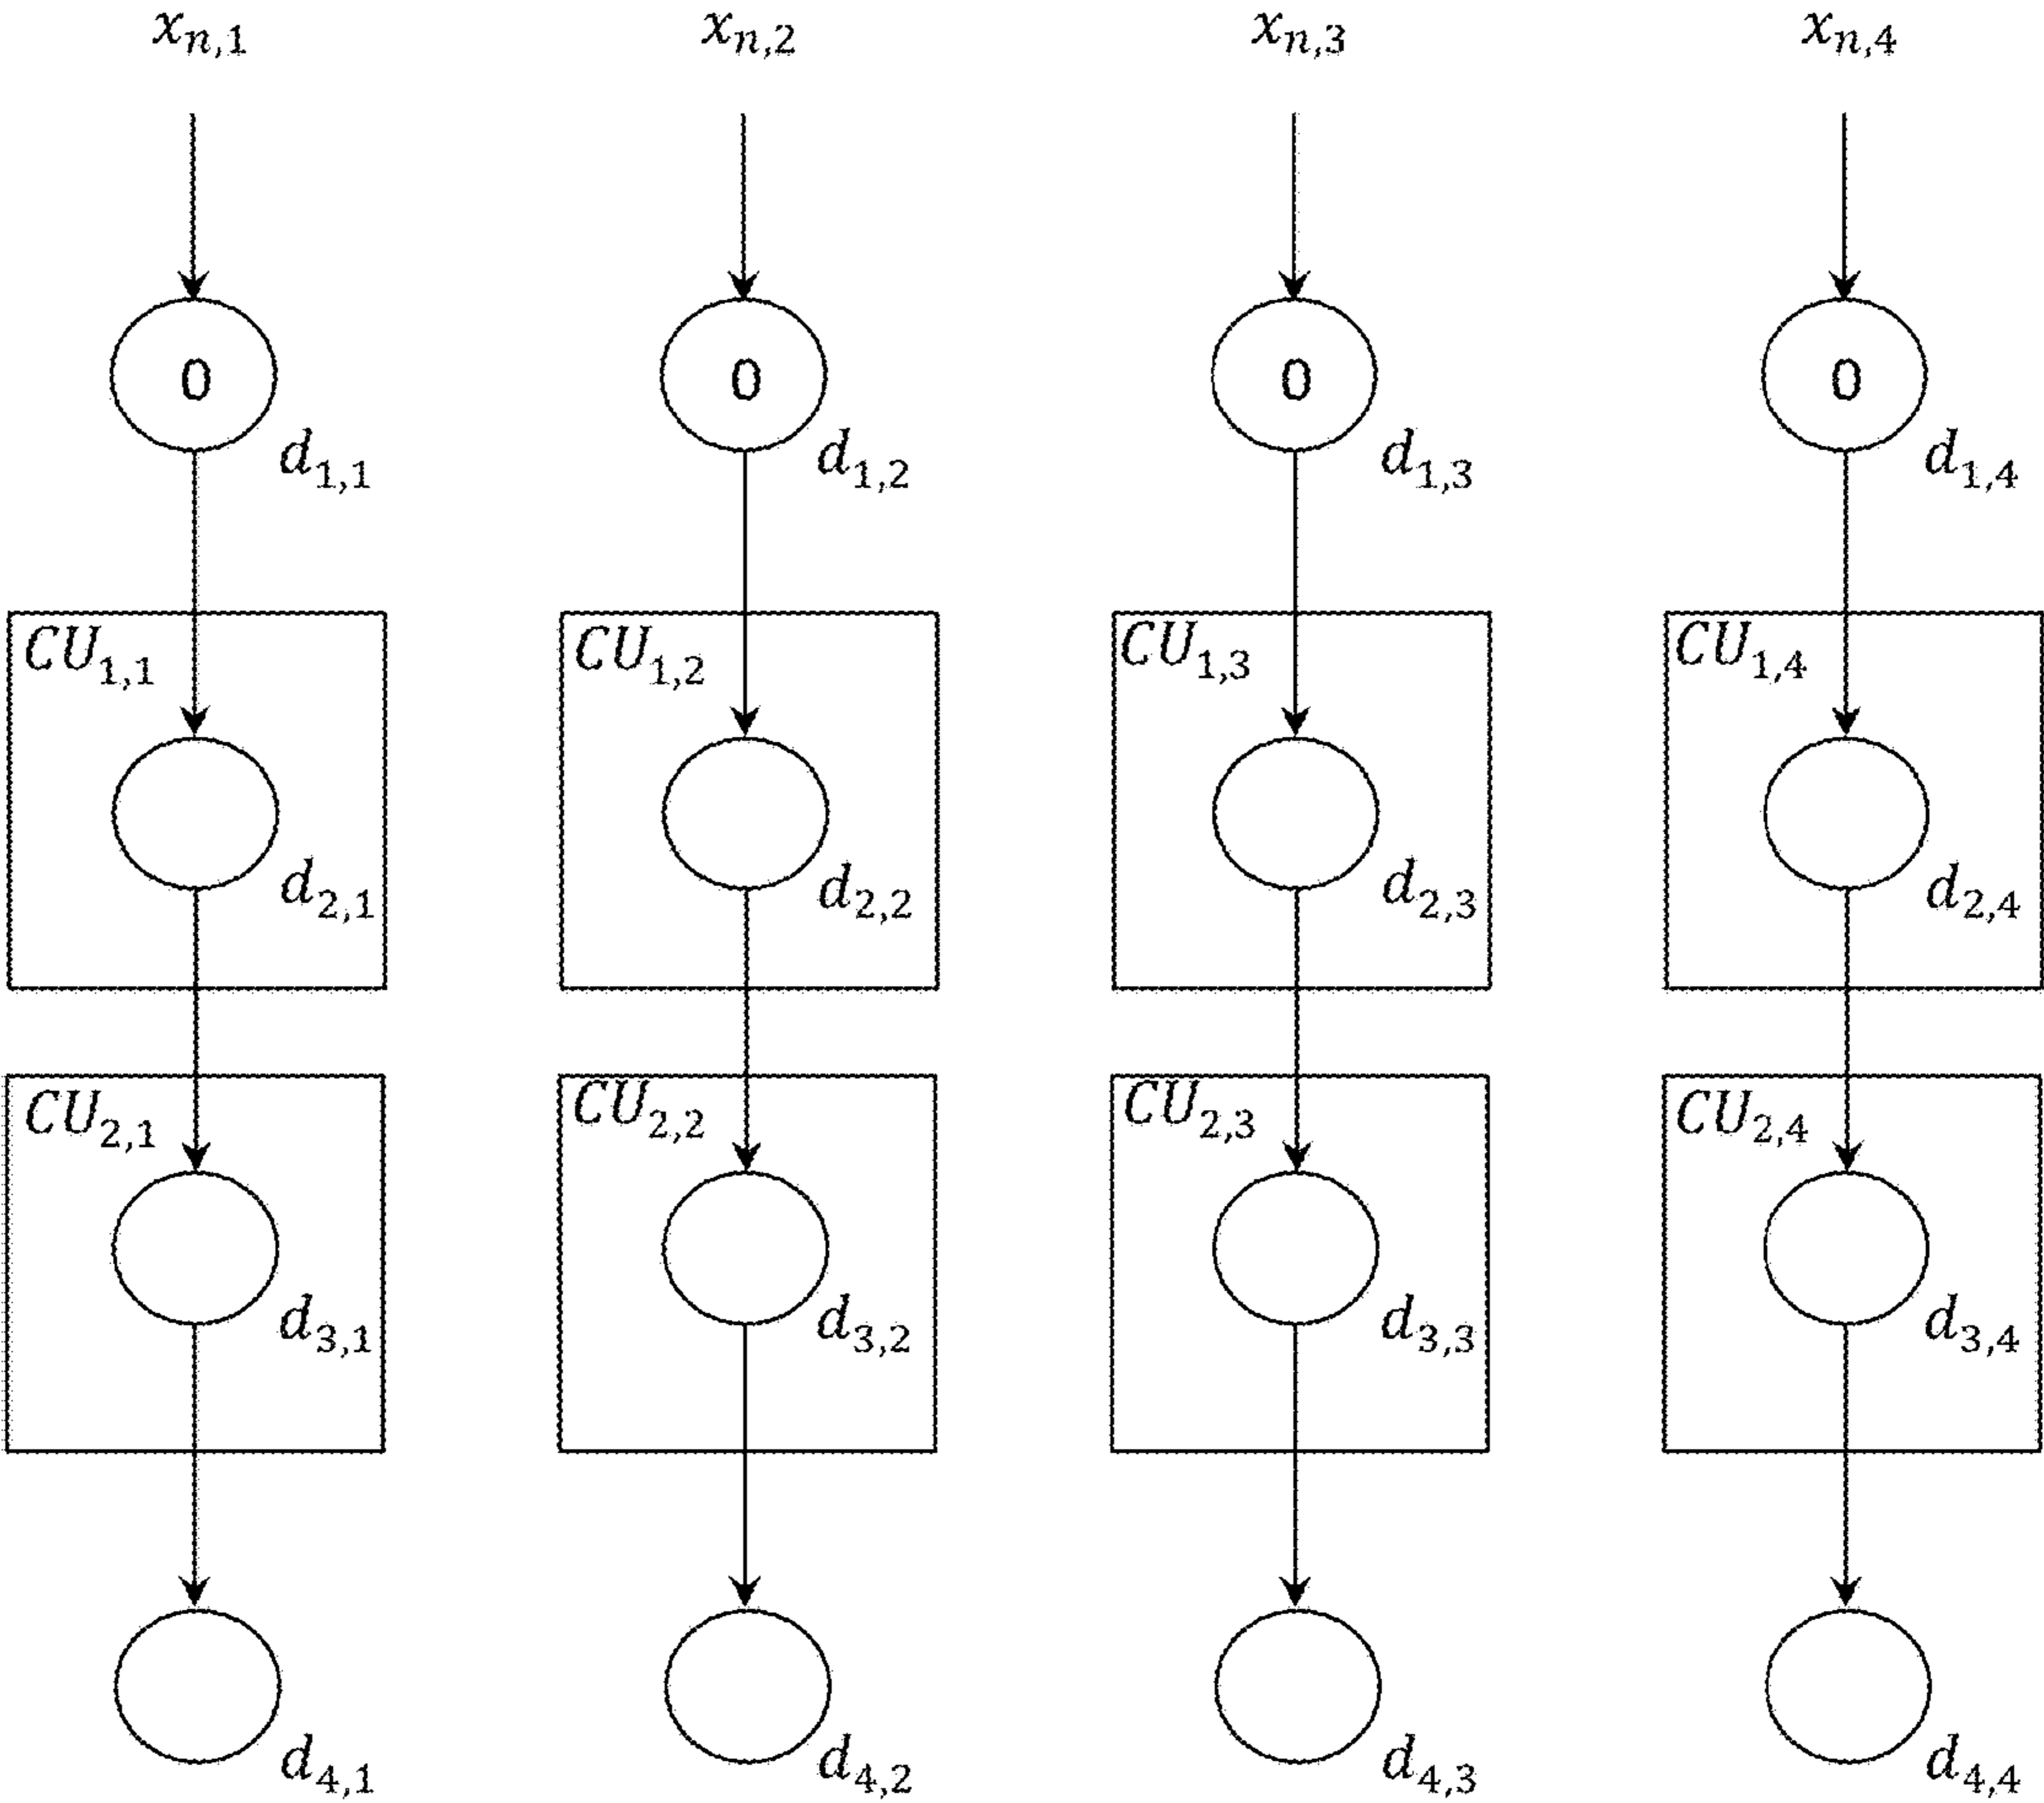 x_{n,1} x_{n,2} x_{n,3} x_{n,4}
0 0 0 0
d_{1,1} d_{1,2} d_{1,3} d_{1,4}
CU_{1,1} CU_{1,2} CU_{1,3} CU_{1,4}
d_{2,1} d_{2,2} d_{2,3} d_{2,4}
CU_{2,1} CU_{2,2} CU_{2,3} CU_{2,4}
d_{3,1} d_{3,2} d_{3,3} d_{3,4}
d_{4,1} d_{4,2} d_{4,3} d_{4,4}